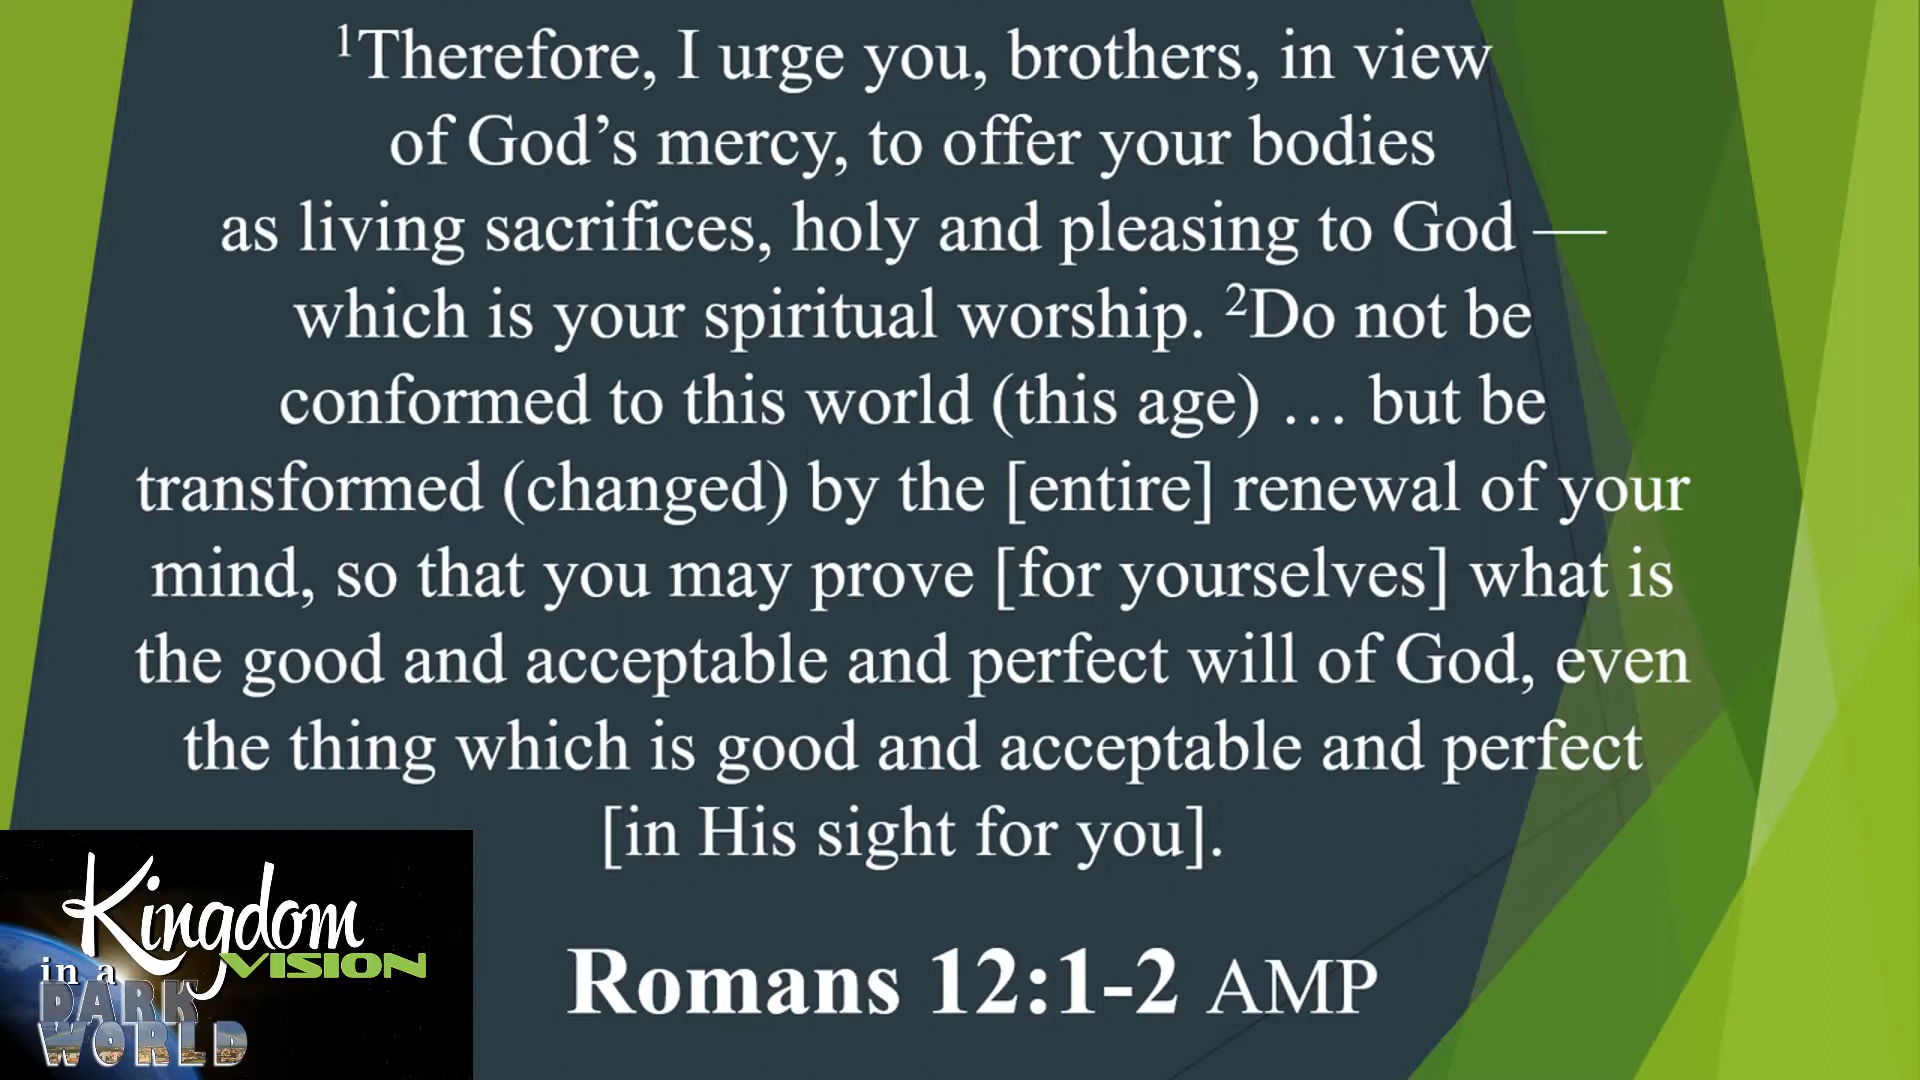 ¹Therefore, I urge you, brothers, in view
of God’s mercy, to offer your bodies
as living sacrifices, holy and pleasing to God —
which is your spiritual worship. ²Do not be
conformed to this world (this age) … but be
transformed (changed) by the [entire] renewal of your
mind, so that you may prove [for yourselves] what is
the good and acceptable and perfect will of God, even
the thing which is good and acceptable and perfect
[in His sight for you].
Romans 12:1-2 AMP
Kingdom
VISION
in a
DARK
WORLD